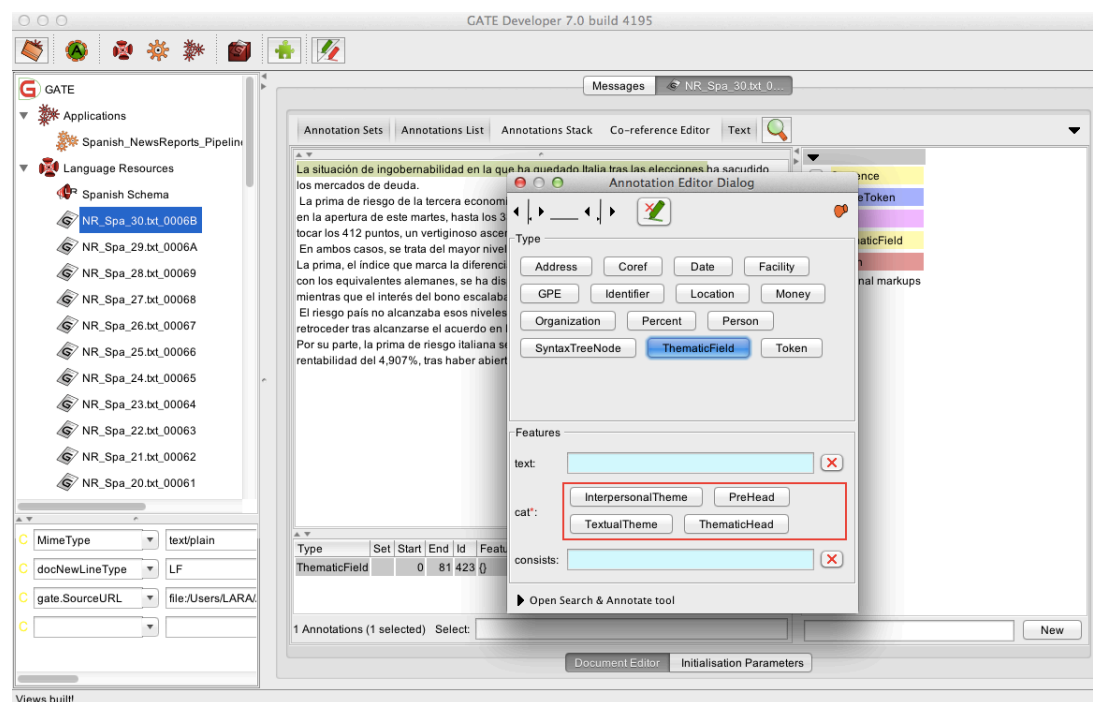 GATE Developer 7.0 build 4195
GATE
Applications
Spanish_NewsReports_Pipelin
Language Resources
Spanish Schema
NR_Spa_30.txt_0006B
NR_Spa_29.txt_0006A
NR_Spa_28.txt_00069
NR_Spa_27.txt_00068
NR_Spa_26.txt_00067
NR_Spa_25.txt_00066
NR_Spa_24.txt_00065
NR_Spa_23.txt_00064
NR_Spa_22.txt_00063
NR_Spa_21.txt_00062
NR_Spa_20.txt_00061
C MimeType text/plain
C docNewLineType LF
C gate.SourceURL file:/Users/LARA/
C
Views built!
Messages NR_Spa_30.txt_0...
Annotation Sets Annotations List Annotations Stack Co-reference Editor Text
La situación de ingobernabilidad en la que ha quedado Italia tras las elecciones ha sacudido
los mercados de deuda.
La prima de riesgo de la tercera economí
en la apertura de este martes, hasta los 3
tocar los 412 puntos, un vertiginoso asce
En ambos casos, se trata del mayor nivel
La prima, el índice que marca la diferenci
con los equivalentes alemanes, se ha dis
mientras que el interés del bono escalaba
El riesgo país no alcanzaba esos niveles
retroceder tras alcanzarse el acuerdo en
Por su parte, la prima de riesgo italiana s
rentabilidad del 4,907%, tras haber abiert
ence
eToken
aticField
n
nal markups
Type Set Start End Id Featu
ThematicField 0 81 423 {}
1 Annotations (1 selected) Select:
New
Document Editor Initialisation Parameters
Annotation Editor Dialog
Type
Address Coref Date Facility
GPE Identifier Location Money
Organization Percent Person
SyntaxTreeNode ThematicField Token
Features
text:
cat*:
InterpersonalTheme PreHead
TextualTheme ThematicHead
consists:
Open Search & Annotate tool